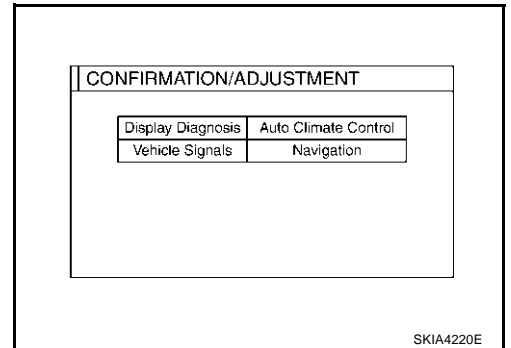 CONFIRMATION/ADJUSTMENT
Display Diagnosis Auto Climate Control
Vehicle Signals Navigation
SKIA4220E